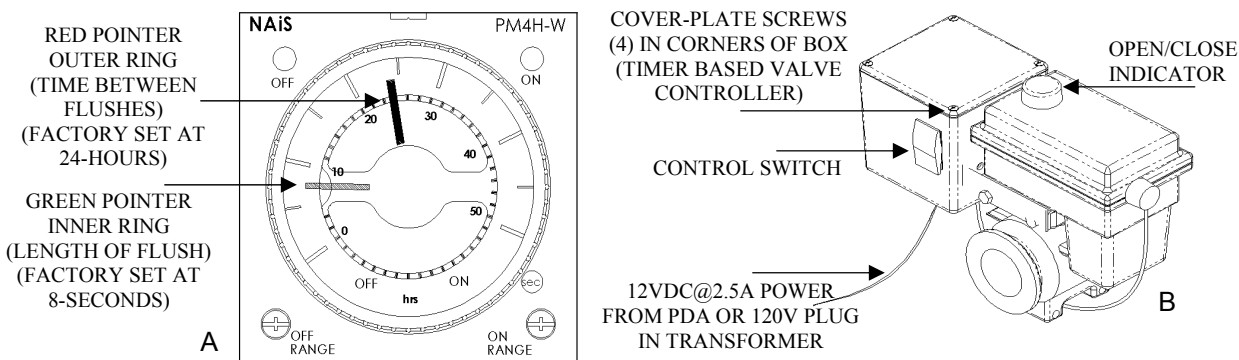 RED POINTER
OUTER RING
(TIME BETWEEN
FLUSHES)
(FACTORY SET AT
24-HOURS)
GREEN POINTER
INNER RING
(LENGTH OF FLUSH)
(FACTORY SET AT
8-SECONDS)
A
NAiS
PM4H-W
OFF
ON
20
30
10
40
0
50
OFF
ON
hrs
sec
OFF
RANGE
ON
RANGE
COVER-PLATE SCREWS
(4) IN CORNERS OF BOX
(TIMER BASED VALVE
CONTROLLER)
CONTROL SWITCH
12VDC@2.5A POWER
FROM PDA OR 120V PLUG
IN TRANSFORMER
OPEN/CLOSE
INDICATOR
B